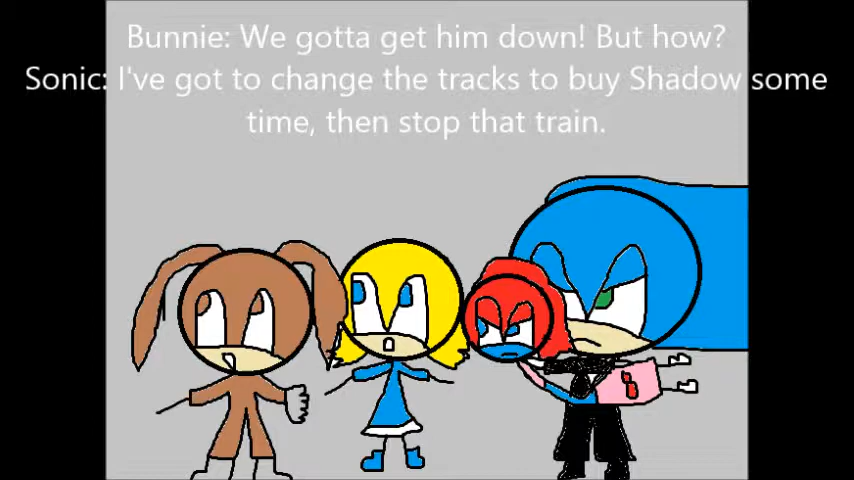 Bunnie: We gotta get him down! But how?
Sonic: I've got to change the tracks to buy Shadow some
time, then stop that train.